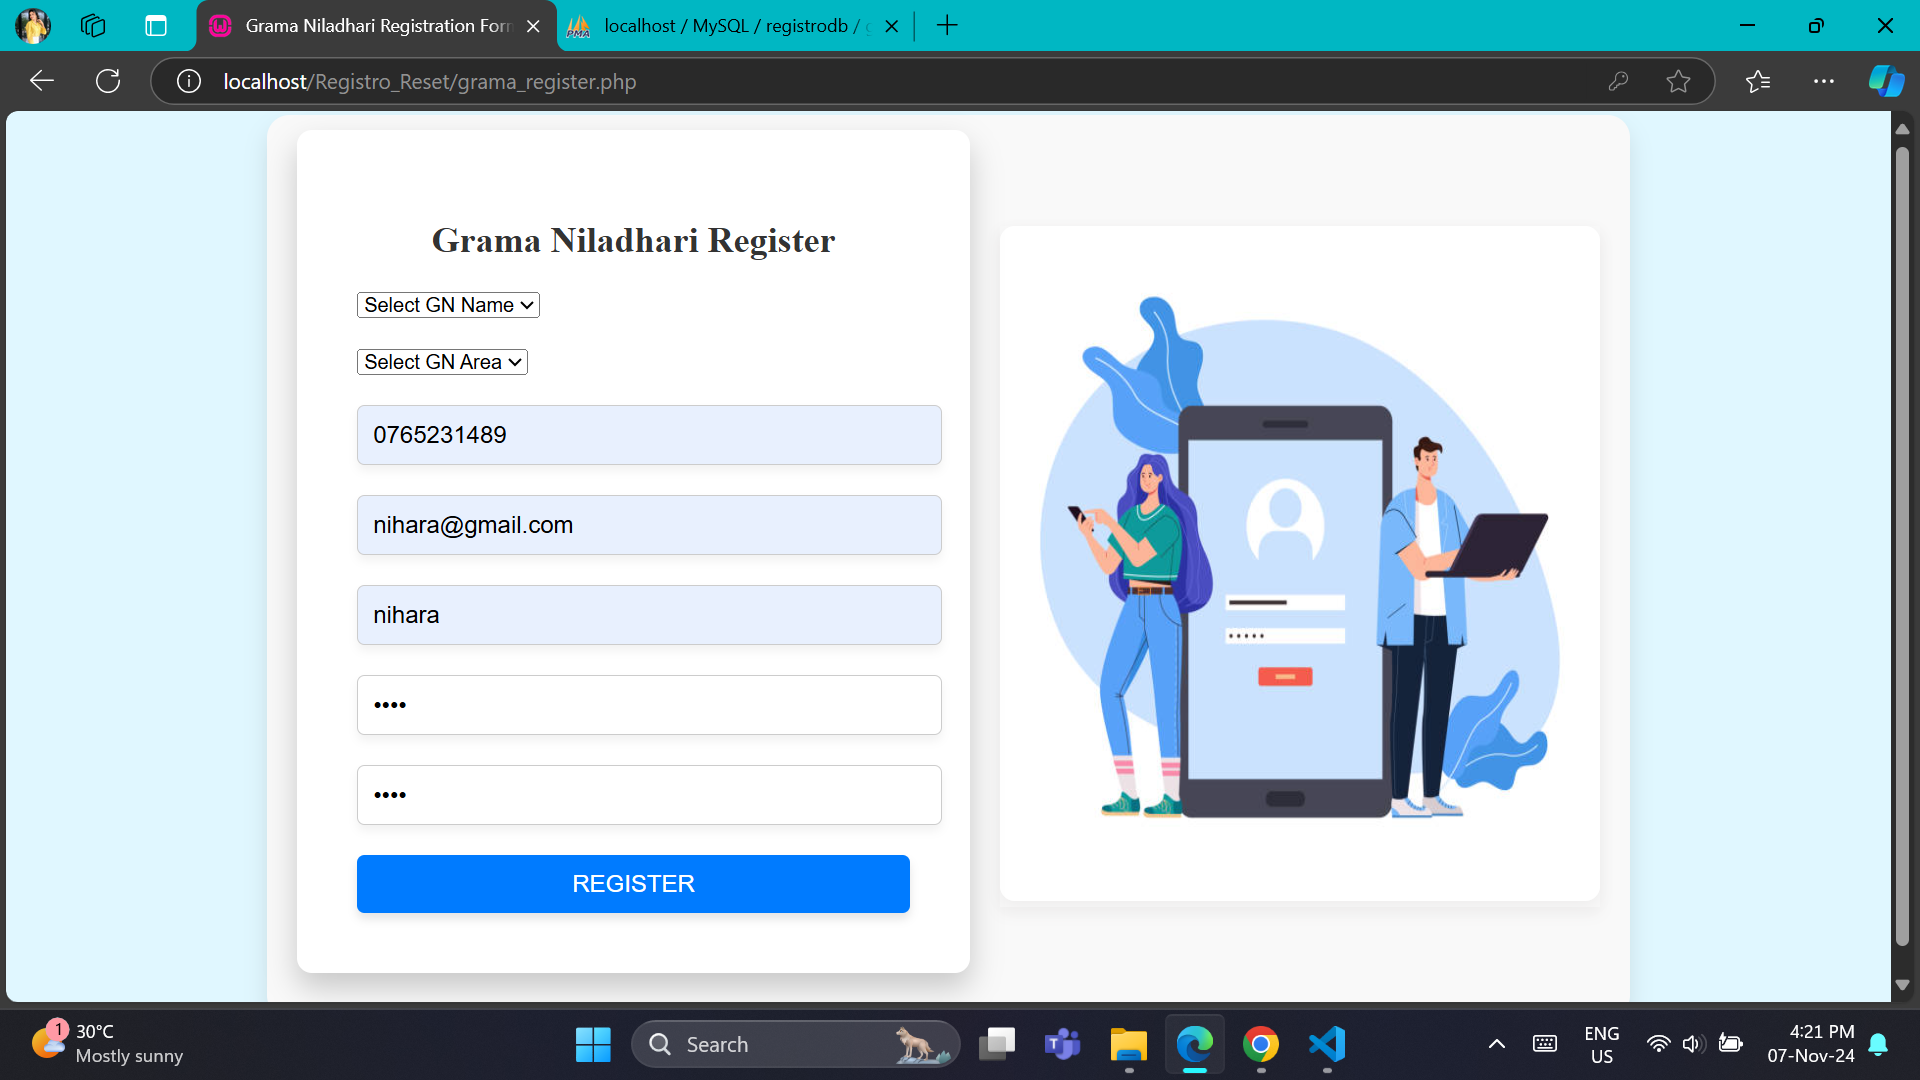 Grama Niladhari Registration Form
localhost / MySQL / registrodb / g
localhost/Registro_Reset/grama_register.php
Grama Niladhari Register
Select GN Name
Select GN Area
0765231489
nihara@gmail.com
nihara
••••
••••
REGISTER
1
30°C
Mostly sunny
Search
ENG
US
4:21 PM
07-Nov-24